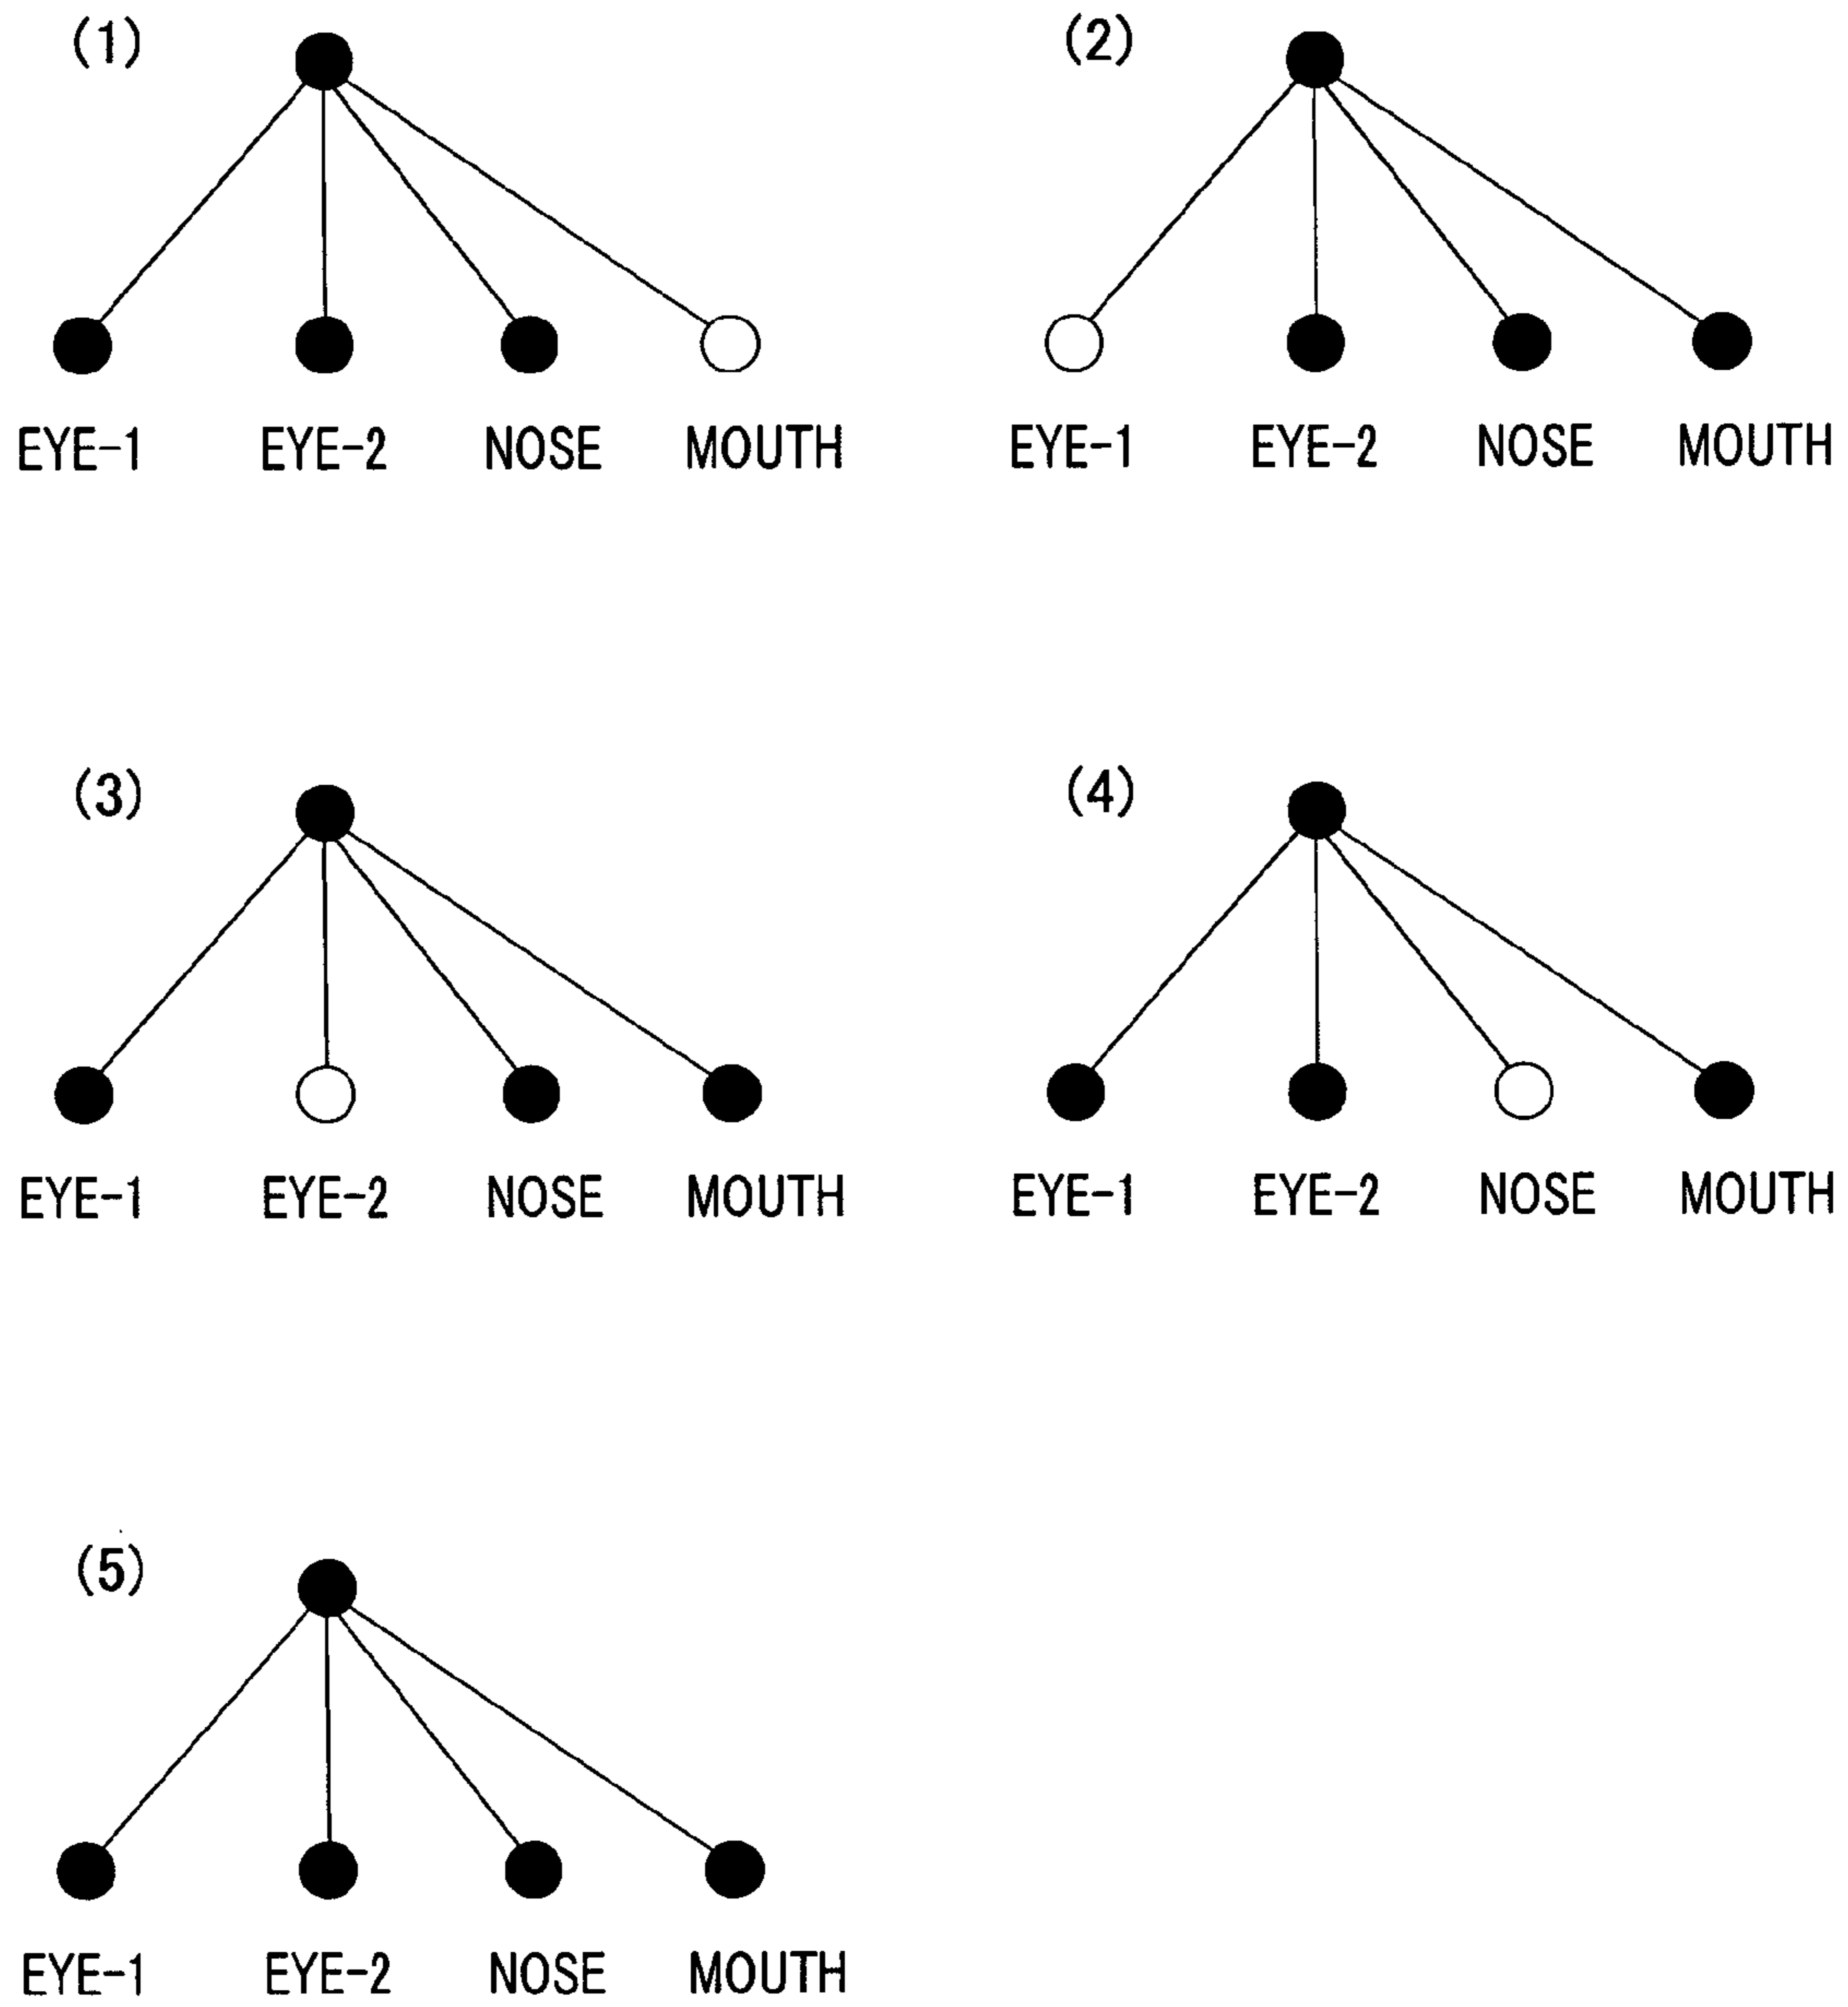 (1)
EYE-1 EYE-2 NOSE MOUTH
(2)
EYE-1 EYE-2 NOSE MOUTH
(3)
EYE-1 EYE-2 NOSE MOUTH
(4)
EYE-1 EYE-2 NOSE MOUTH
(5)
EYE-1 EYE-2 NOSE MOUTH